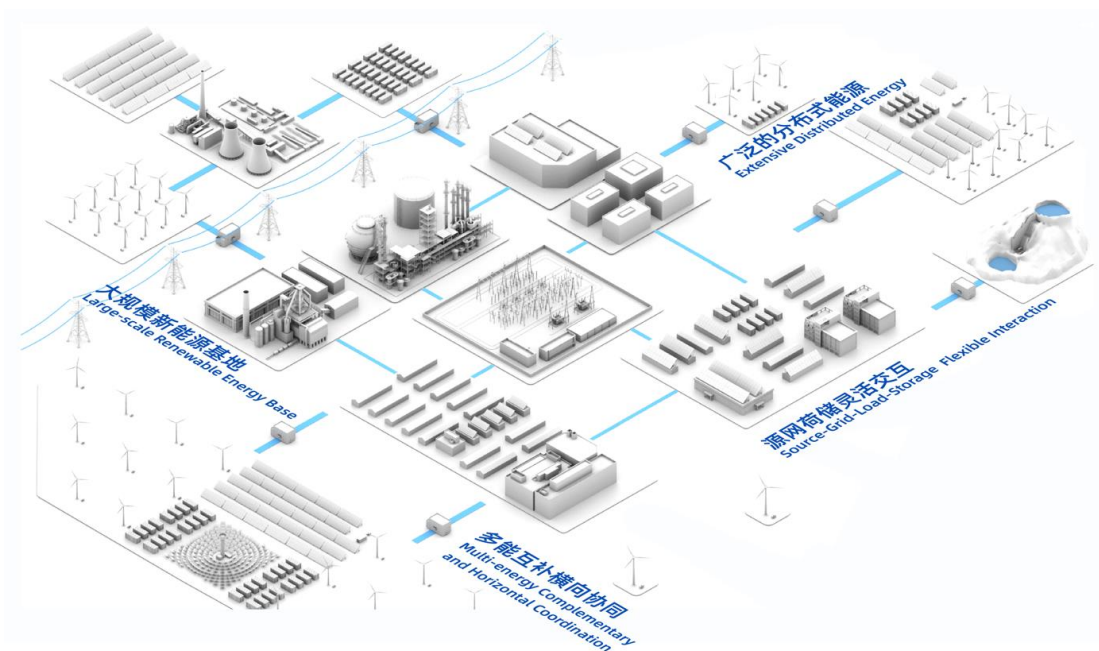 广泛的分布式能源
Extensive Distributed Energy
大规模新能源基地
Large-scale Renewable Energy Base
源网荷储灵活交互
Source-Grid-Load-Storage Flexible Interaction
多能互补横向协同
Multi-energy Complementary
and Horizontal Coordination